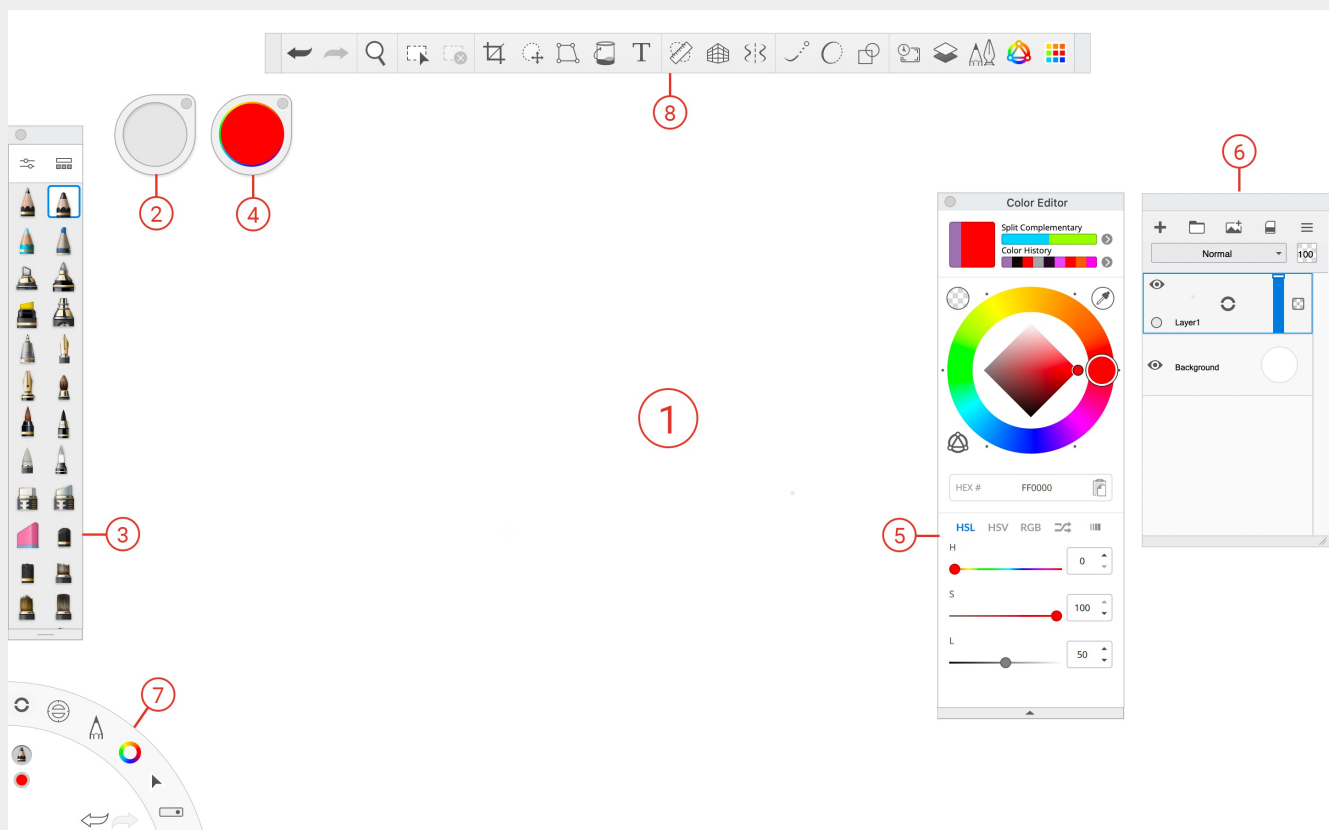 T
8
2
4
6
Color Editor
Split Complementary
Color History
Normal
100
Layer1
Background
1
HEX #
FF0000
3
5
HSL HSV RGB
H
0
S
100
L
50
7